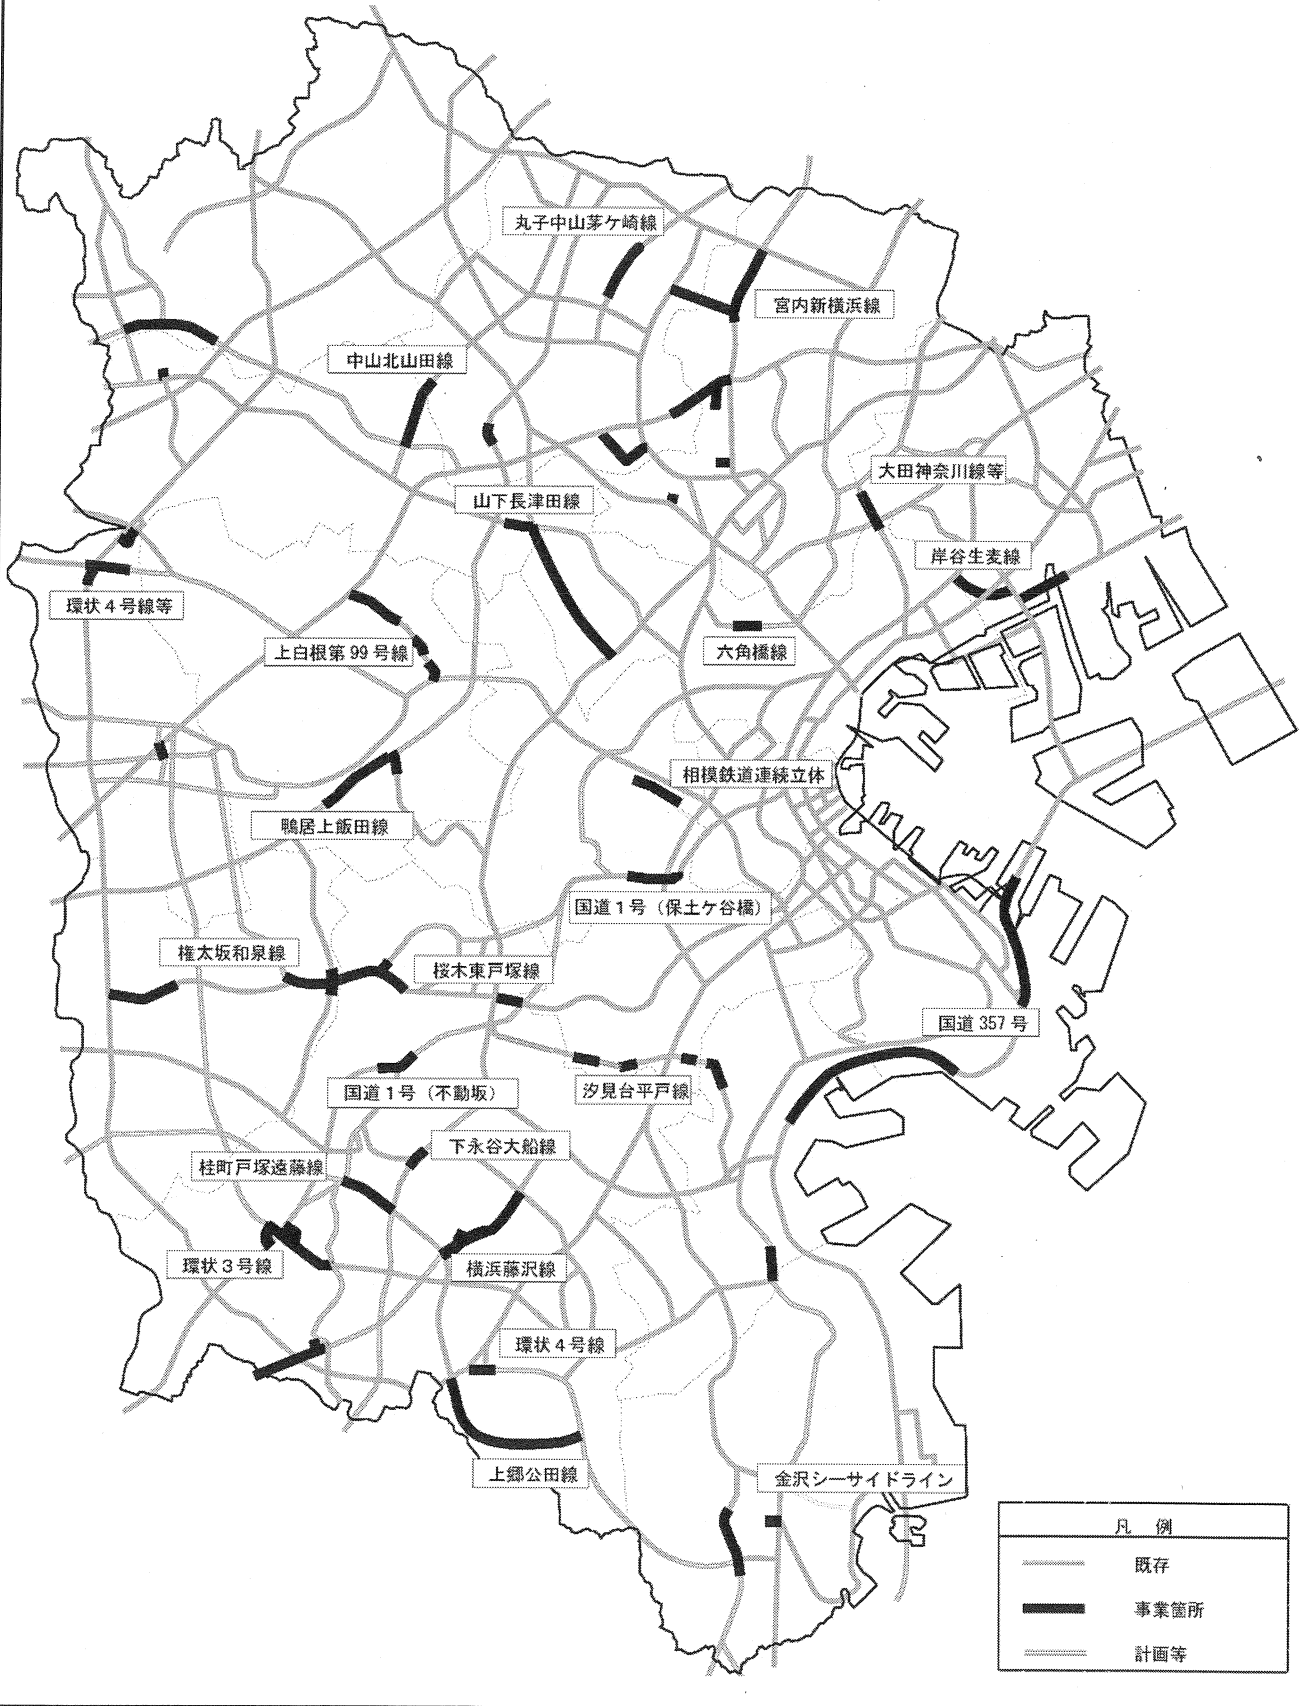 丸子中山茅ケ崎線
宮内新横浜線
中山北山田線
大田神奈川線等
山下長津田線
岸谷生麦線
環状４号線等
上白根第99号線
六角橋線
相模鉄道連続立体
鴨居上飯田線
国道１号（保土ケ谷橋）
権太坂和泉線
桜木東戸塚線
国道357号
国道１号（不動坂）
汐見台平戸線
下永谷大船線
桂町戸塚遠藤線
環状３号線
横浜藤沢線
環状４号線
上郷公田線
金沢シーサイドライン
凡　例
既存
事業箇所
計画等